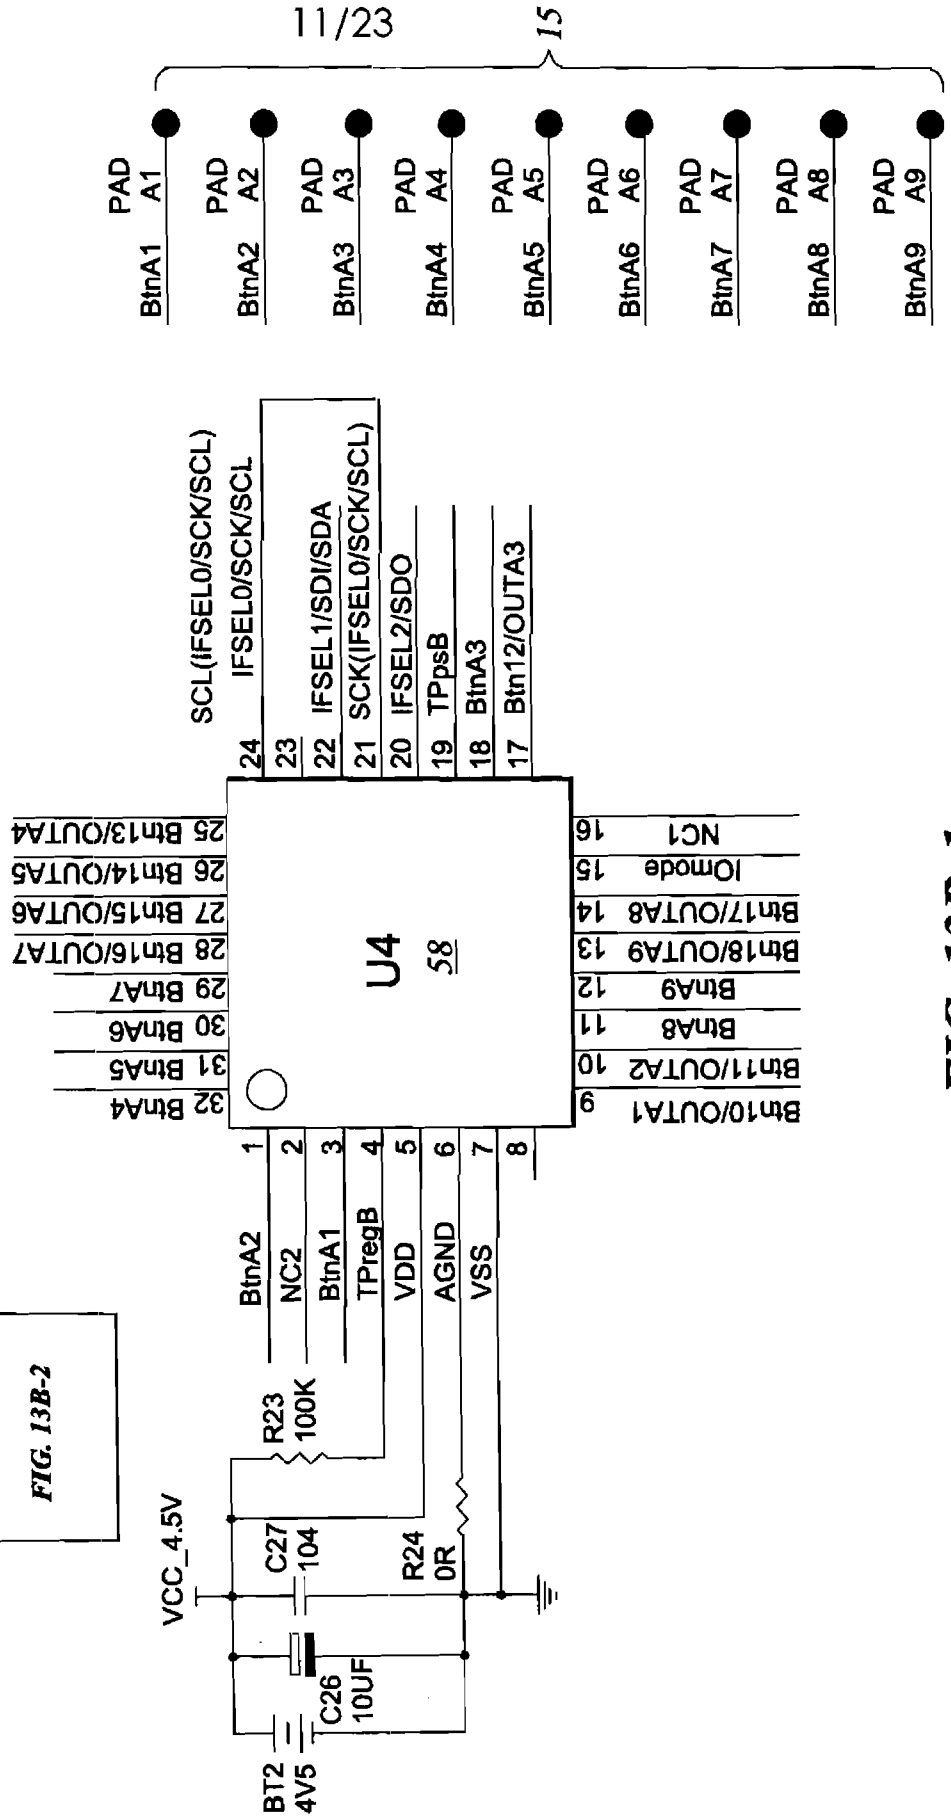 11/23
15
PAD A1
BtnA1
PAD A2
BtnA2
PAD A3
BtnA3
PAD A4
BtnA4
PAD A5
BtnA5
PAD A6
BtnA6
PAD A7
BtnA7
PAD A8
BtnA8
PAD A9
BtnA9
SCL(IFSEL0/SCK/SCL)
IFSEL0/SCK/SCL
IFSEL1/SDI/SDA
SCK(IFSEL0/SCK/SCL)
IFSEL2/SDO
TPpsB
BtnA3
Btn12/OUTA3
24
23
22
21
20
19
18
17
25 Btn13/OUTA4
26 Btn14/OUTA5
27 Btn15/OUTA6
28 Btn16/OUTA7
29 BtnA7
30 BtnA6
31 BtnA5
32 BtnA4
U4
58
16 NC1
15 IOmode
14 Btn17/OUTA8
13 Btn18/OUTA9
12 BtnA9
11 BtnA8
10 Btn11/OUTA2
9 Btn10/OUTA1
1
2
3
4
5
6
7
8
BtnA2
NC2
BtnA1
TPregB
VDD
AGND
VSS
R23
100K
FIG. 13B-2
VCC_4.5V
C27
104
R24
0R
C26
10UF
BT2
4V5